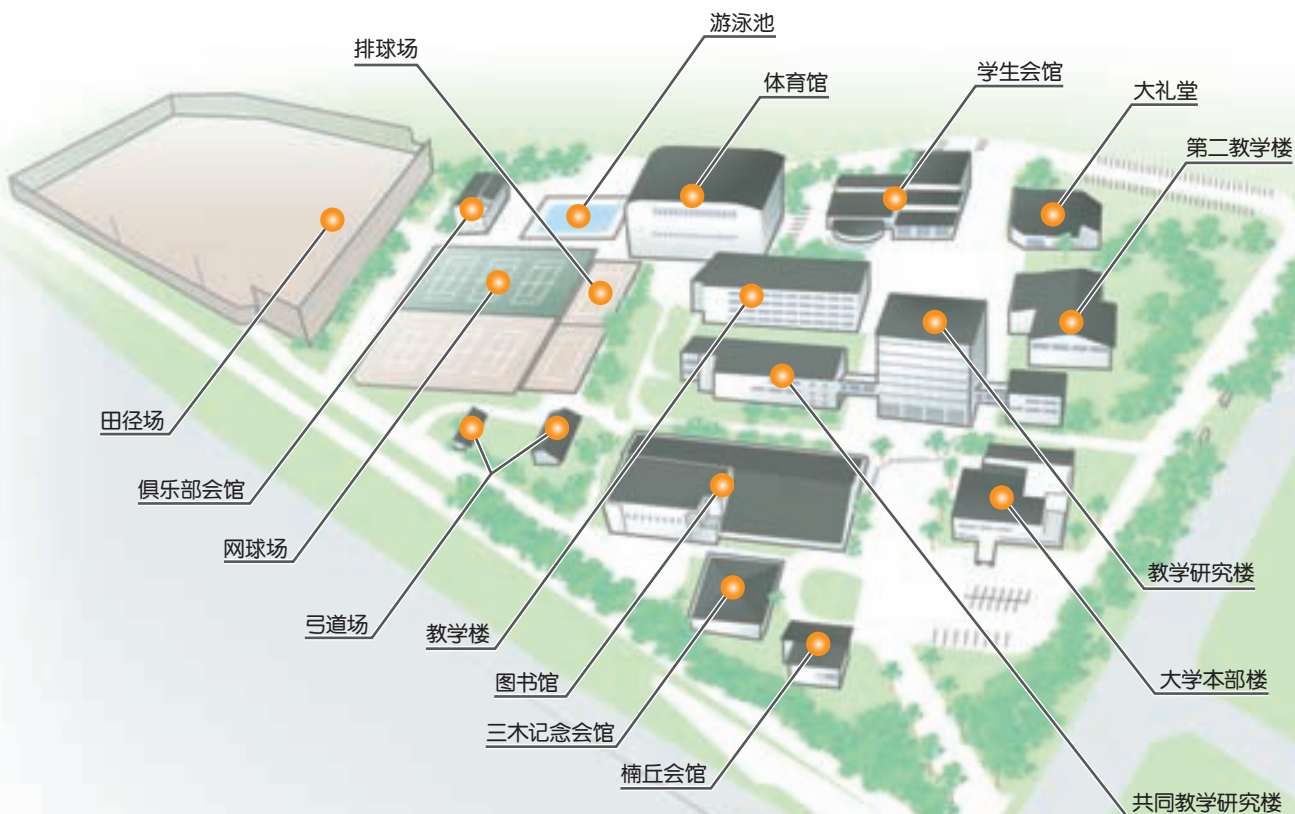 游泳池
排球场
体育馆
学生会馆
大礼堂
第二教学楼
田径场
俱乐部会馆
网球场
弓道场
教学楼
图书馆
三木记念会馆
楠丘会馆
教学研究楼
大学本部楼
共同教学研究楼